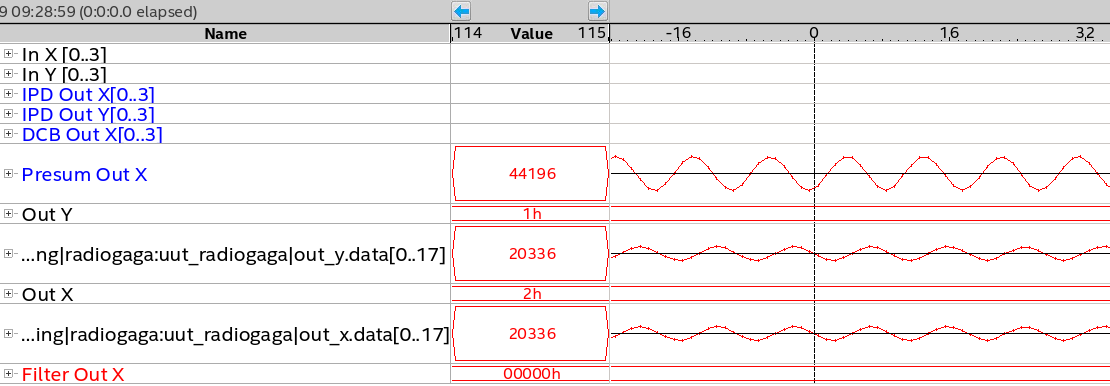 9 09:28:59 (0:0:0.0 elapsed)
Name 114 Value 115 -16 0 16 32
In X [0..3]
In Y [0..3]
IPD Out X[0..3]
IPD Out Y[0..3]
DCB Out X[0..3]
Presum Out X 44196
Out Y 1h
...ng|radiogaga:uut_radiogaga|out_y.data[0..17] 20336
Out X 2h
...ing|radiogaga:uut_radiogaga|out_x.data[0..17] 20336
Filter Out X 00000h